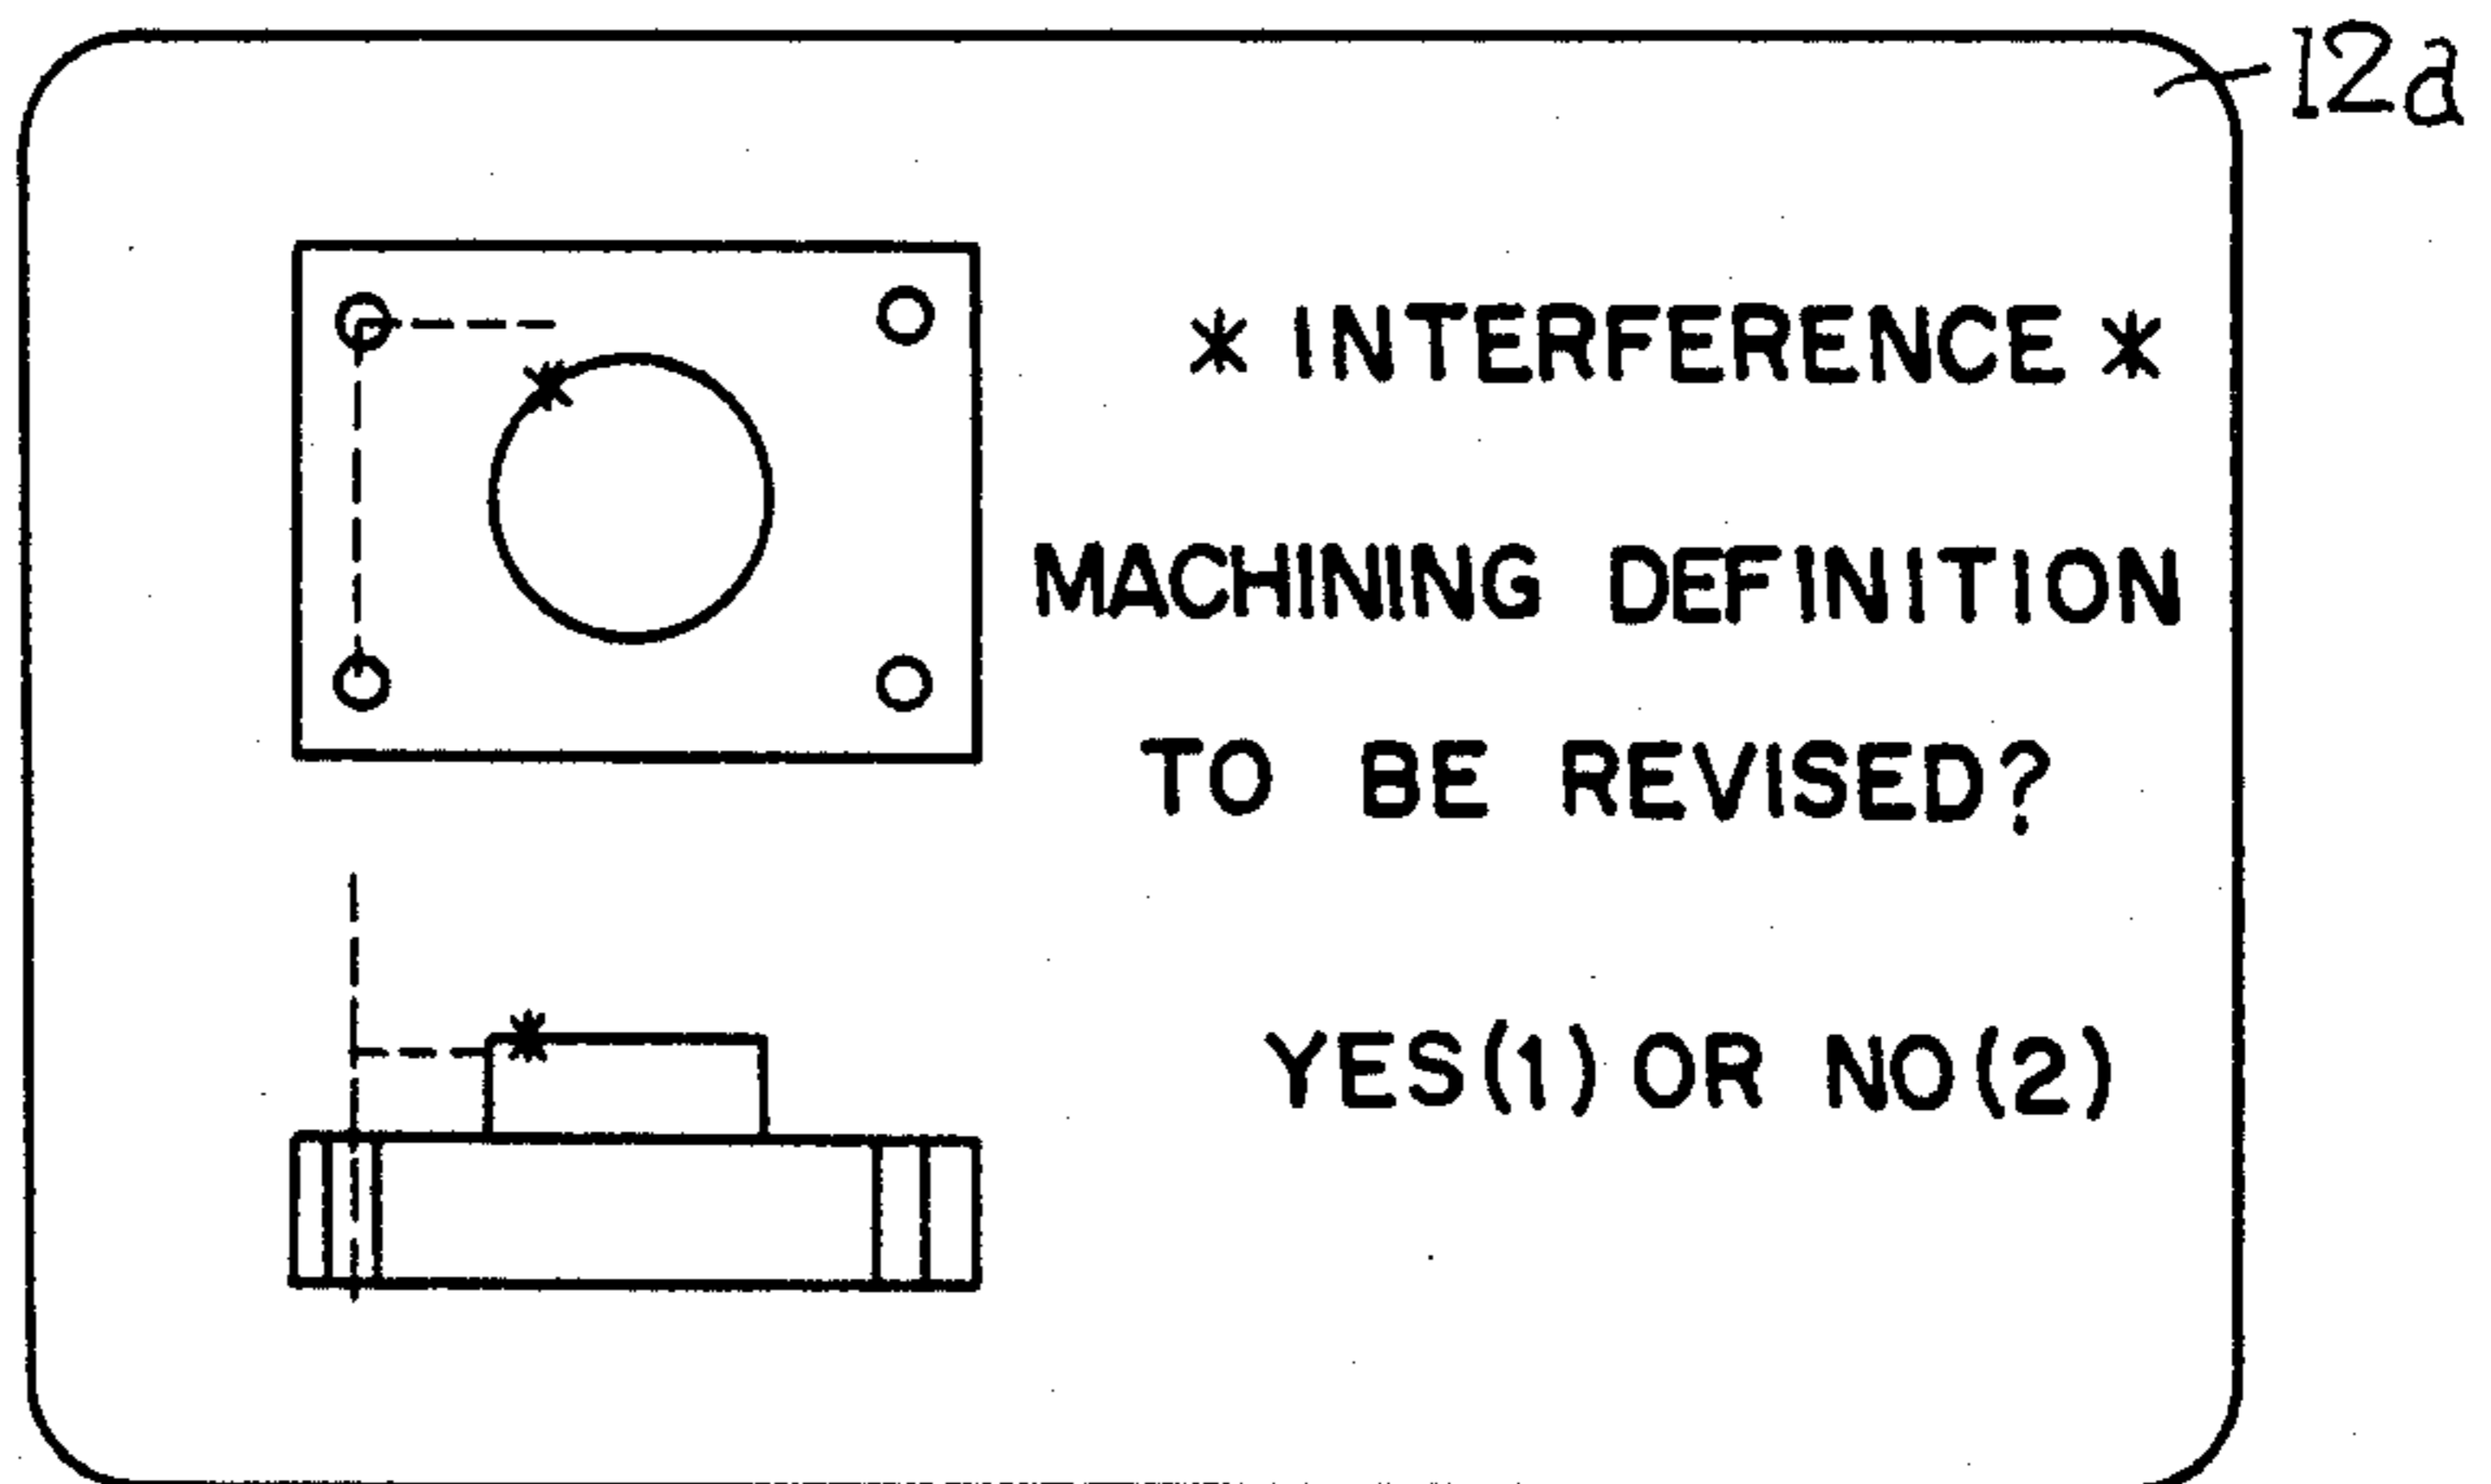 12a
* INTERFERENCE *
MACHINING DEFINITION
TO BE REVISED?
YES(1) OR NO(2)